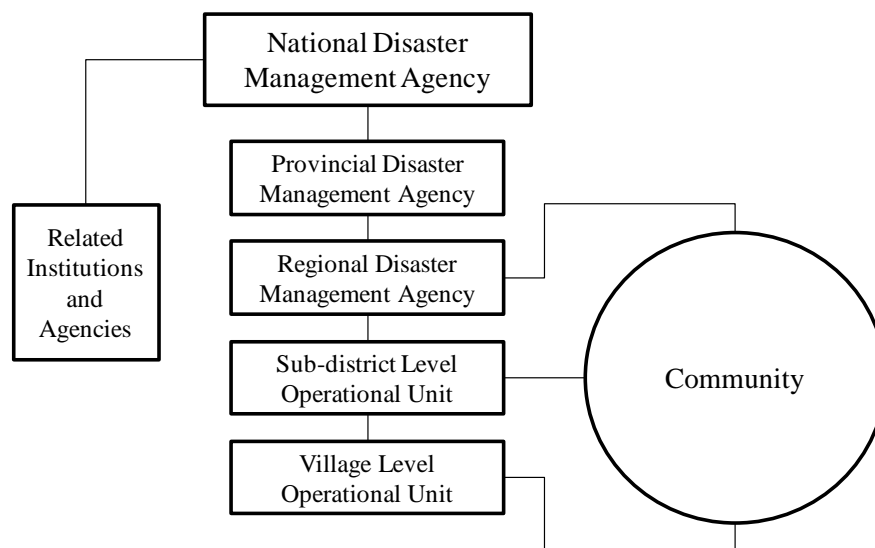 National Disaster
Management Agency
Provincial Disaster
Management Agency
Related
Institutions
and
Agencies
Regional Disaster
Management Agency
Sub-district Level
Operational Unit
Community
Village Level
Operational Unit